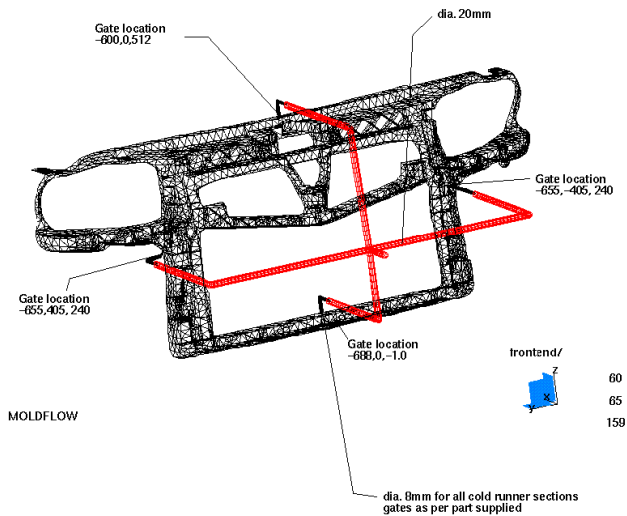 Gate location
-600,0,512
dia. 20mm
Gate location
-655,-405, 240
Gate location
-655,405, 240
Gate location
-688,0,-1.0
frontend/
z
x
y
60
65
159
MOLDFLOW
dia. 8mm for all cold runner sections
gates as per part supplied